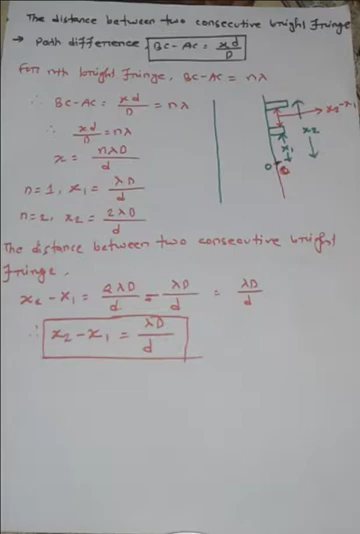 The distance between two consecutive bright Fringe
→ Path difference, BC-AC = xd/D
For nth bright Fringe, BC-AC = nλ
∴ BC-AC = xd/D = nλ
∴ xd/D = nλ
x = nλD/d
n=1, x₁ = λD/d
n=2, x₂ = 2λD/d
x₂
x₁
O
The distance between two consecutive bright
Fringe,
x₂ - x₁ = 2λD/d - λD/d = λD/d
∴ x₂ - x₁ = λD/d